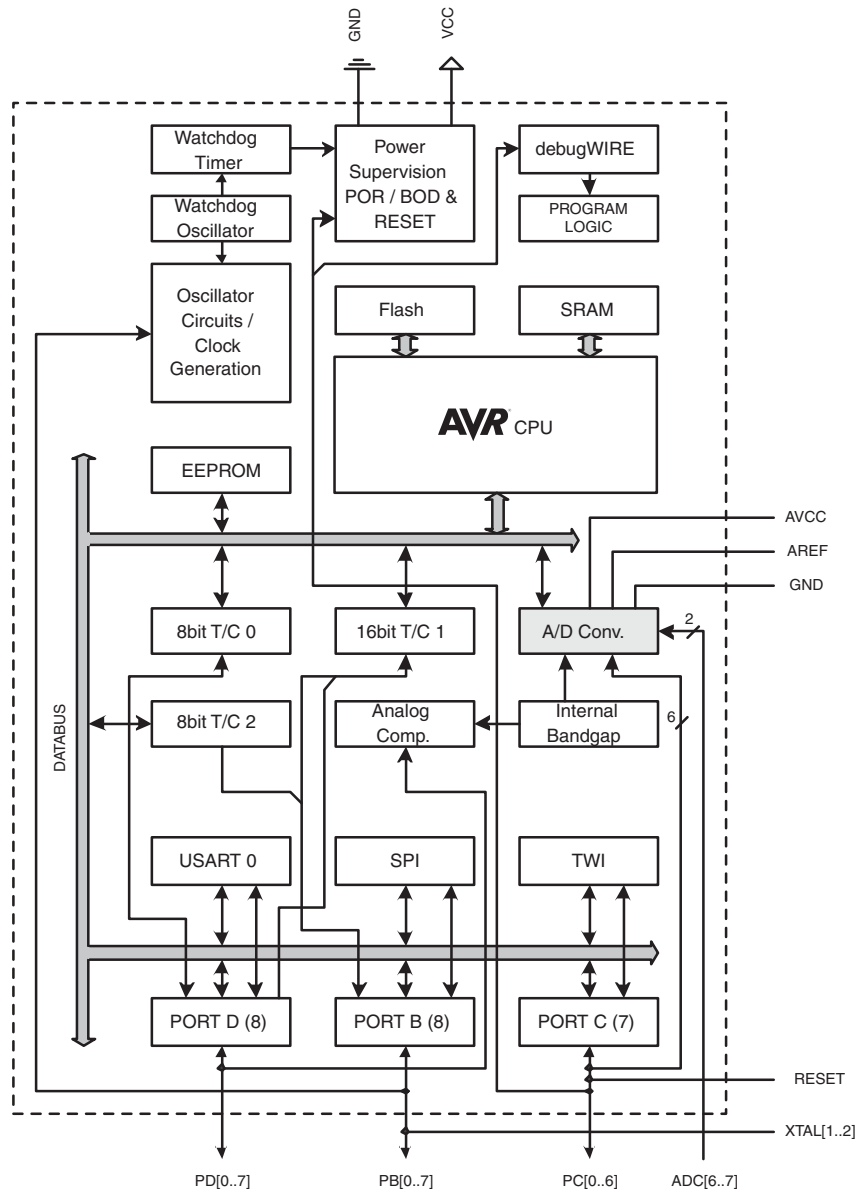 GND
VCC
Watchdog
Timer
Watchdog
Oscillator
Oscillator
Circuits /
Clock
Generation
Power
Supervision
POR / BOD &
RESET
debugWIRE
PROGRAM
LOGIC
Flash
SRAM
AVR CPU
EEPROM
AVCC
AREF
GND
8bit T/C 0
16bit T/C 1
A/D Conv.
2
8bit T/C 2
Analog
Comp.
Internal
Bandgap
6
DATABUS
USART 0
SPI
TWI
PORT D (8)
PORT B (8)
PORT C (7)
RESET
XTAL[1..2]
PD[0..7]
PB[0..7]
PC[0..6]
ADC[6..7]